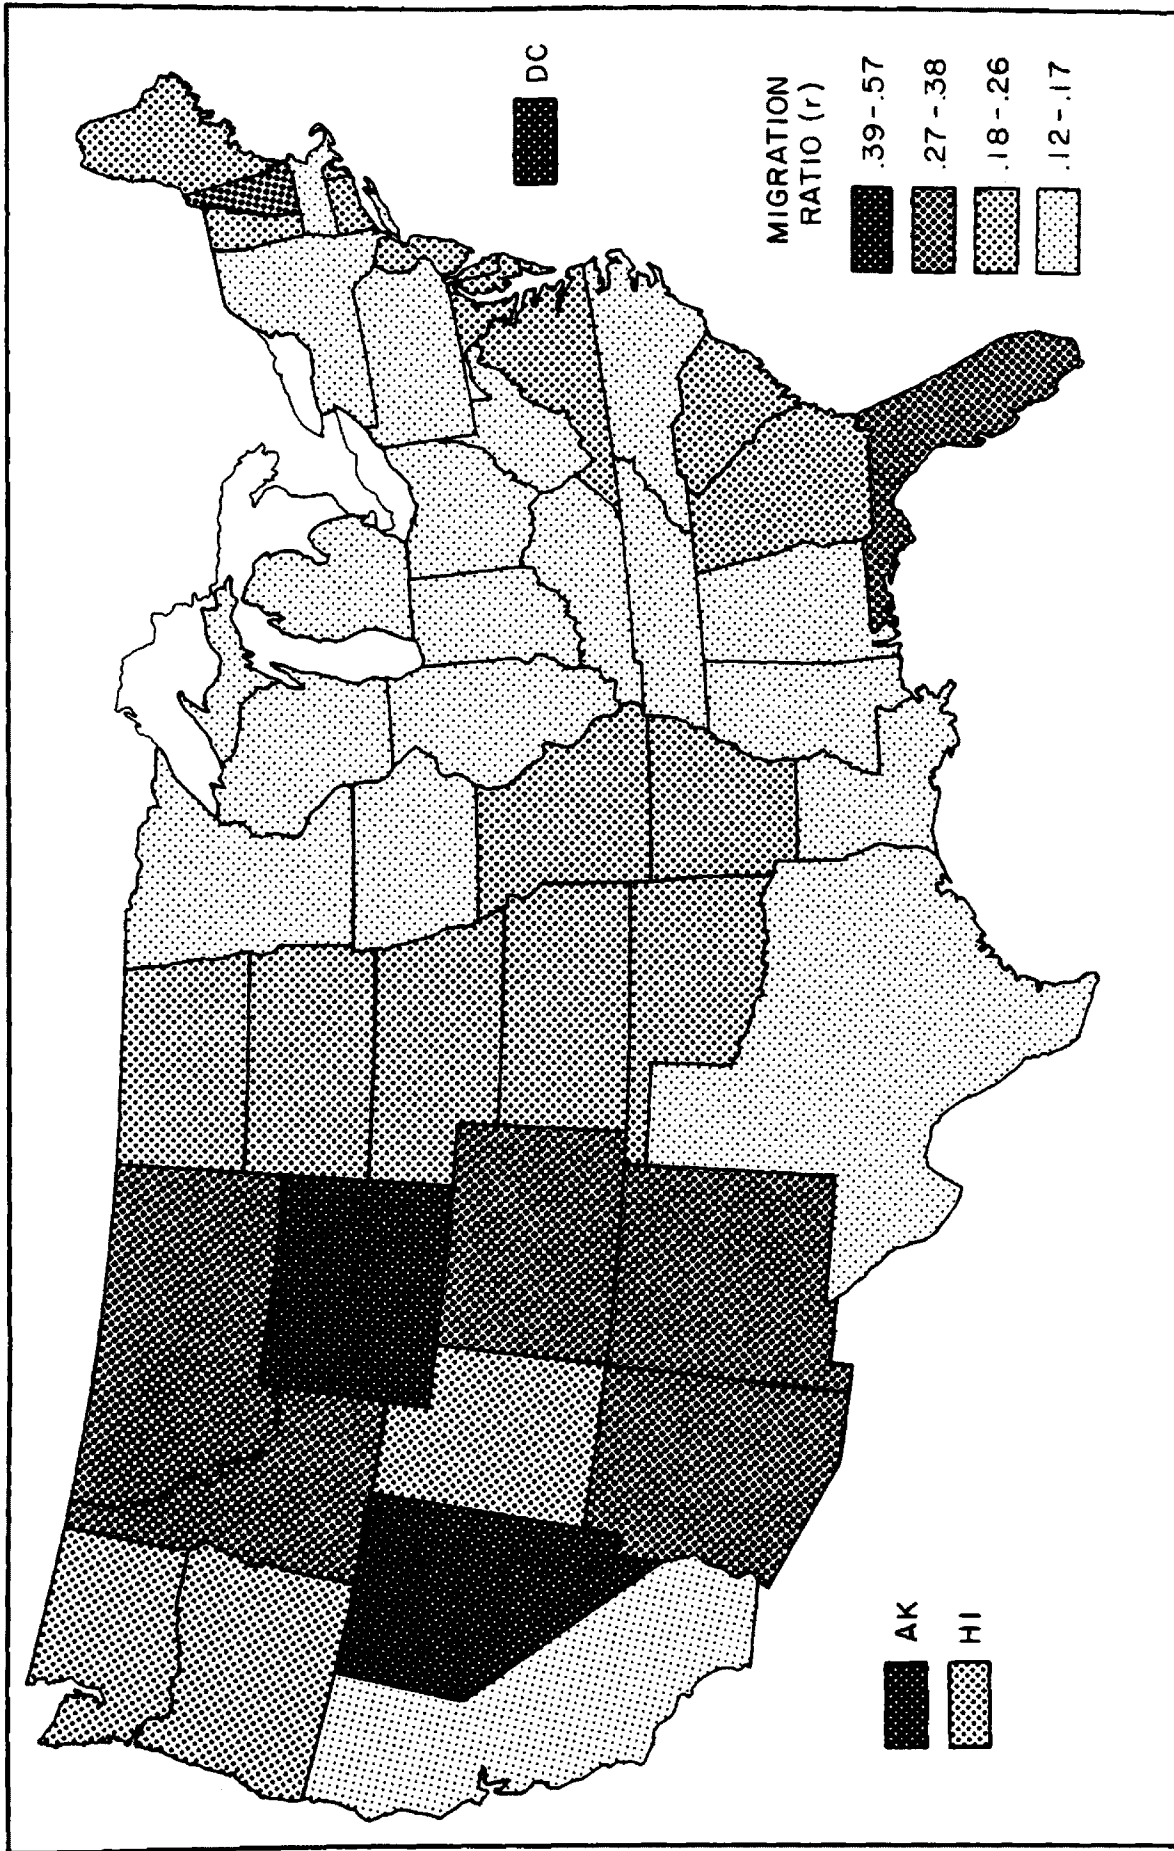 DC
MIGRATION
RATIO (r)
.39-.57
.27-.38
.18-.26
.12-.17
AK
HI